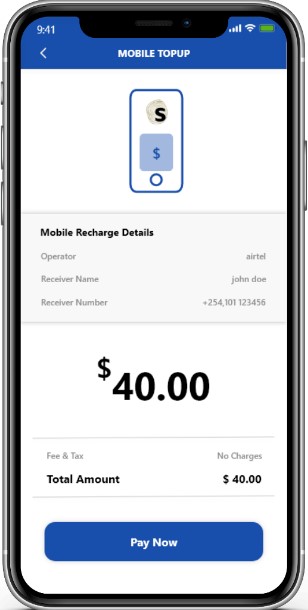 9:41
MOBILE TOPUP
S
$
Mobile Recharge Details
Operator airtel
Receiver Name john doe
Receiver Number +254,101 123456
$40.00
Fee & Tax No Charges
Total Amount $ 40.00
Pay Now